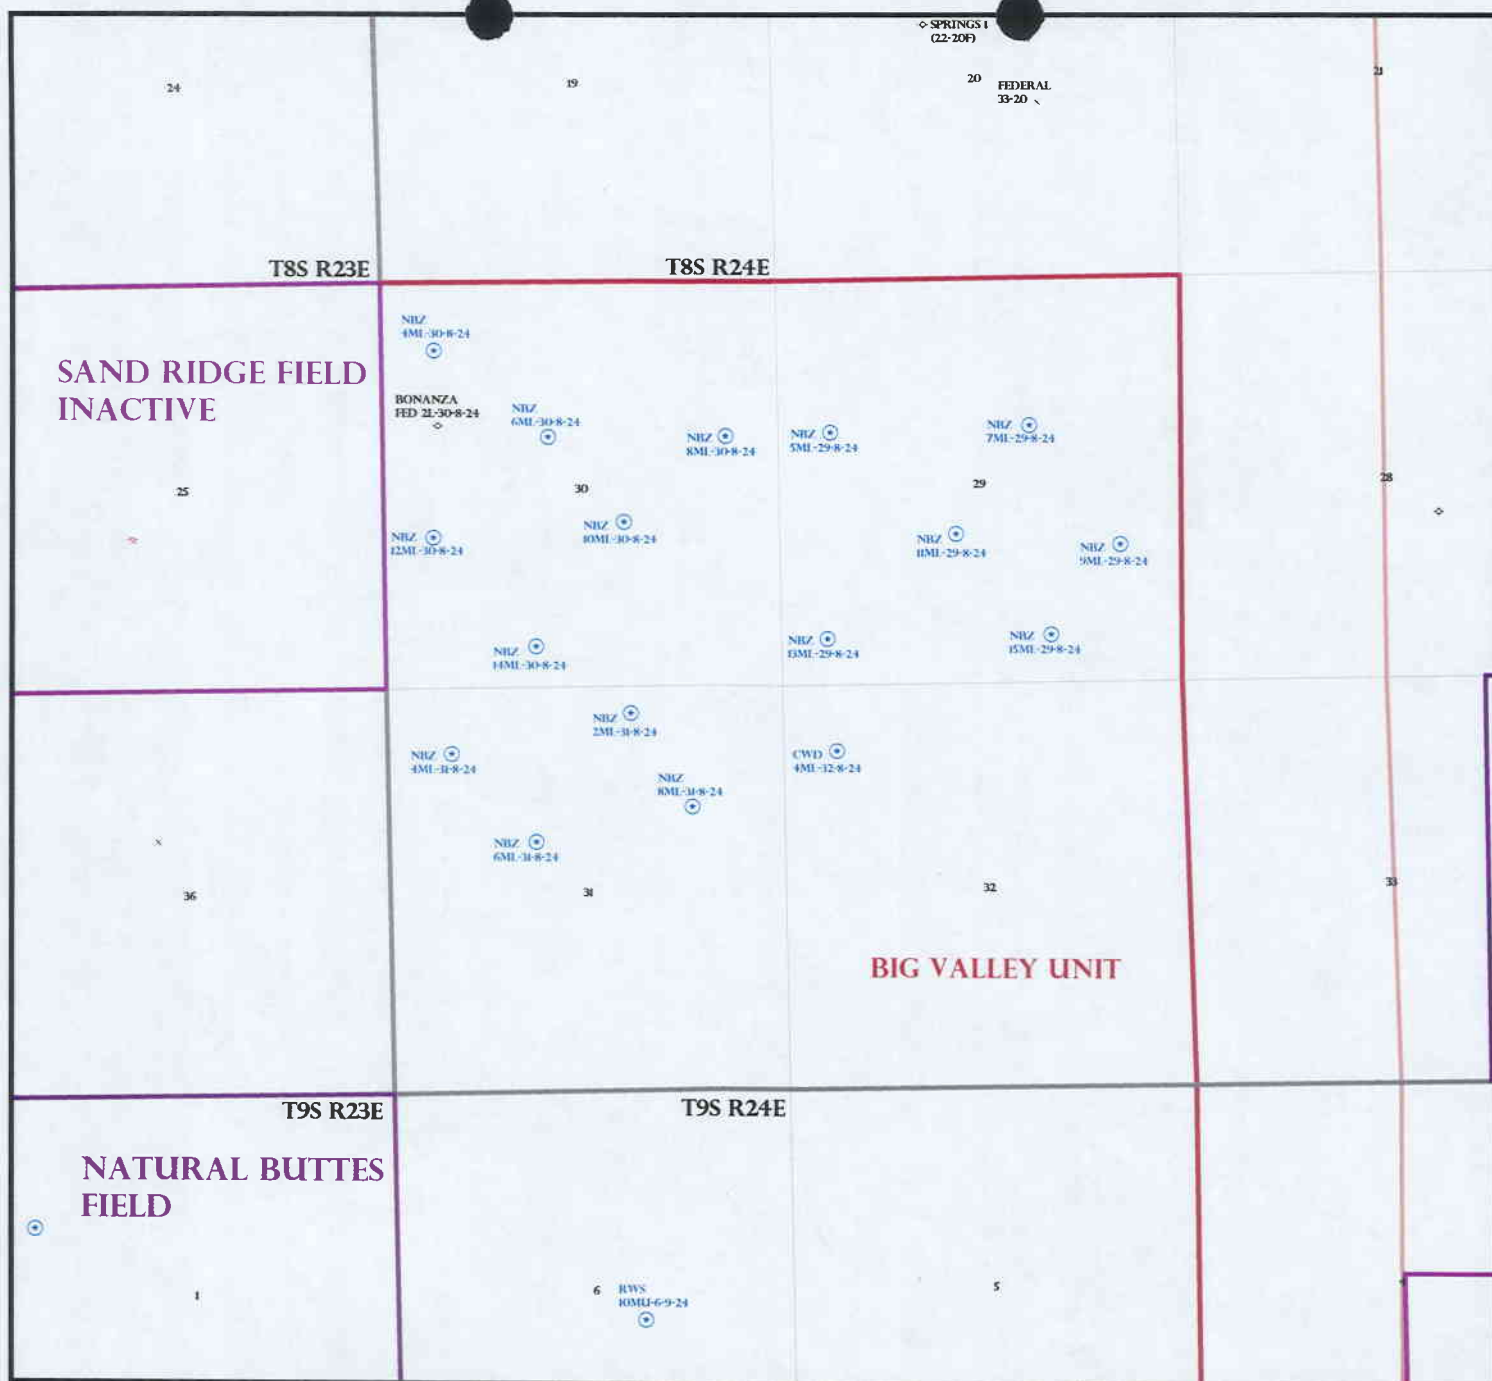 SPRINGS 1
(22-20F)
24
19
20
21
FEDERAL
33-20
T8S R23E
T8S R24E
NBZ
4ML-30-8-24
SAND RIDGE FIELD
INACTIVE
BONANZA
FED 2L-30-8-24
NBZ
6ML-30-8-24
NBZ
8ML-30-8-24
NBZ
5ML-29-8-24
NBZ
7ML-29-8-24
25
30
29
28
NBZ
12ML-30-8-24
NBZ
10ML-30-8-24
NBZ
11ML-29-8-24
NBZ
9ML-29-8-24
NBZ
14ML-30-8-24
NBZ
13ML-29-8-24
NBZ
15ML-29-8-24
NBZ
2ML-31-8-24
NBZ
4ML-31-8-24
CWD
4ML-32-8-24
NBZ
8ML-31-8-24
NBZ
6ML-31-8-24
36
31
32
33
BIG VALLEY UNIT
T9S R23E
T9S R24E
NATURAL BUTTES
FIELD
1
6
RWS
10MU-6-9-24
5